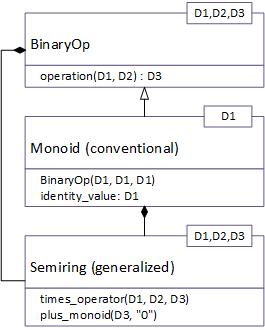 D1,D2,D3
BinaryOp
operation(D1, D2) : D3
D1
Monoid (conventional)
BinaryOp(D1, D1, D1)
identity_value: D1
D1,D2,D3
Semiring (generalized)
times_operator(D1, D2, D3)
plus_monoid(D3, "0")